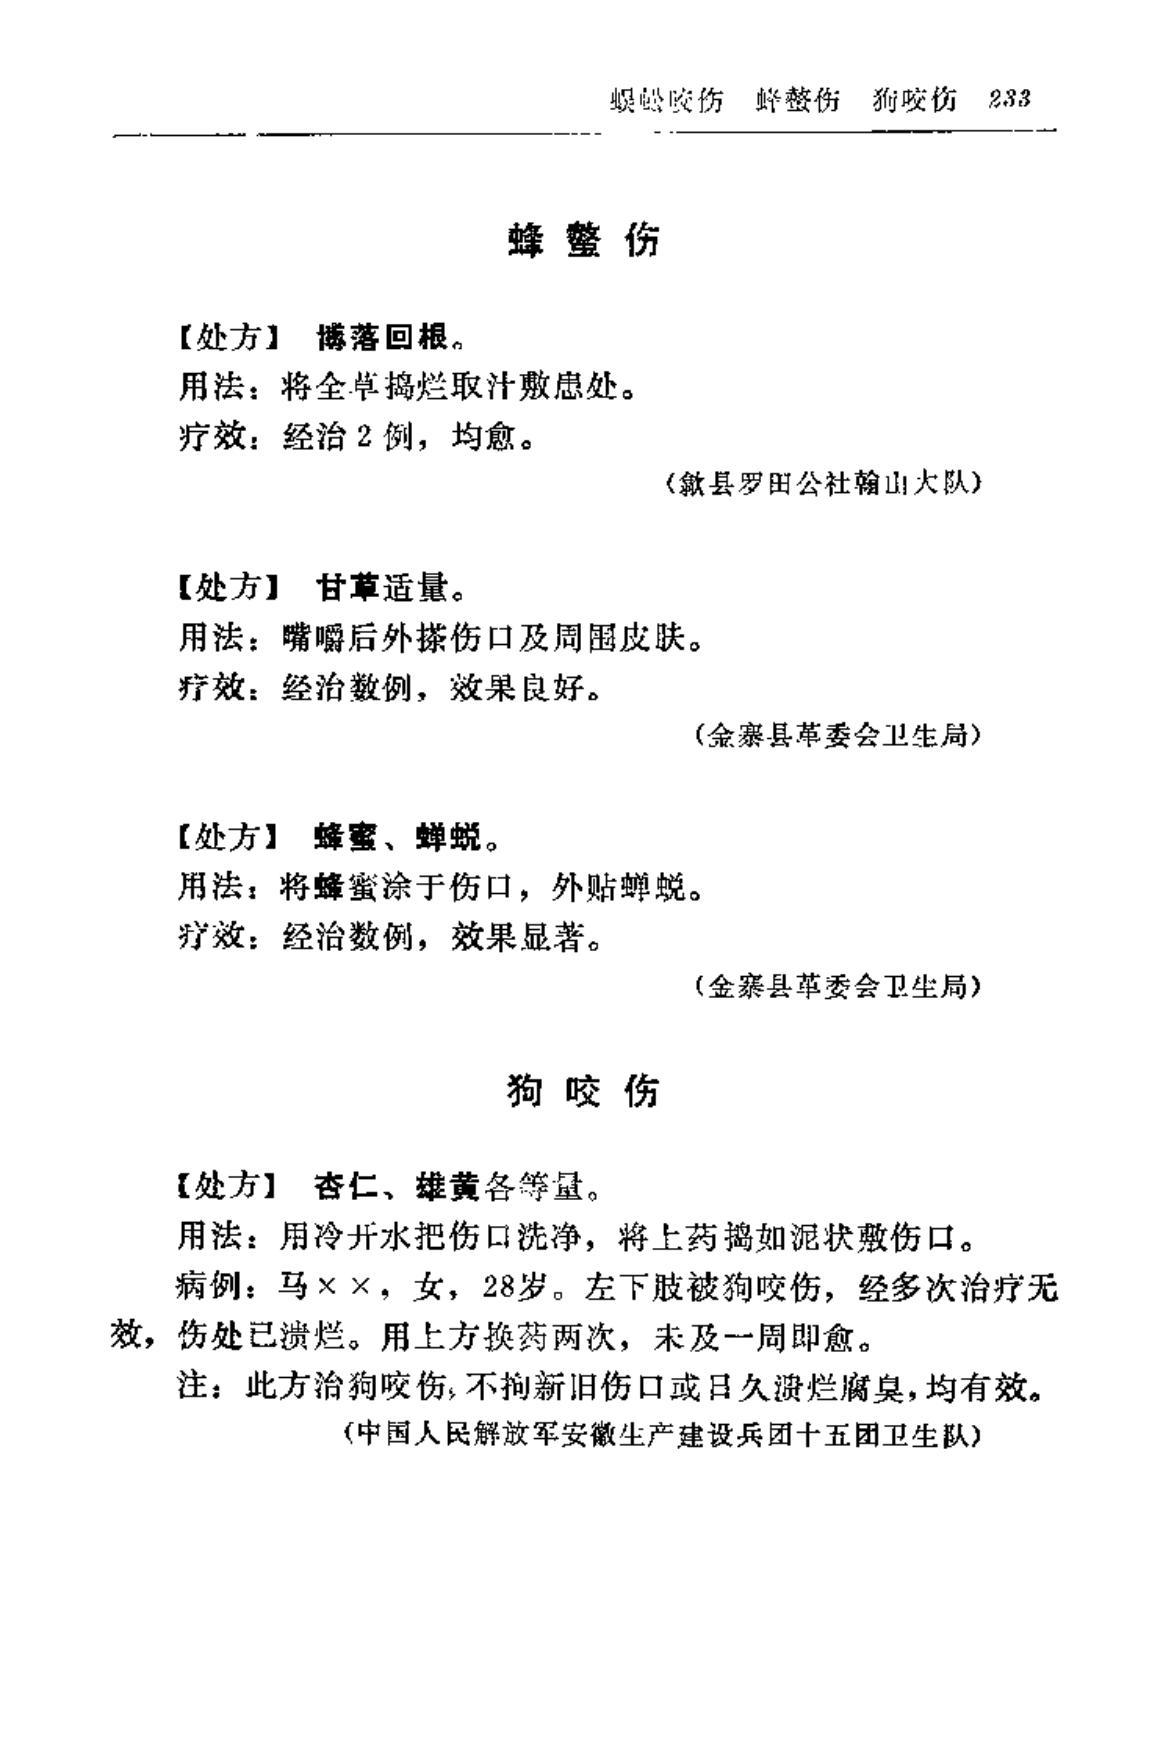 蜈蚣咬伤 蜂螫伤 狗咬伤 233
蜂螫伤
【处方】 博落回根。
用法：将全草捣烂取汁敷患处。
疗效：经治2例，均愈。
（歙县罗田公社翰山大队）
【处方】 甘草适量。
用法：嘴嚼后外搽伤口及周围皮肤。
疗效：经治数例，效果良好。
（金寨县革委会卫生局）
【处方】 蜂蜜、蝉蜕。
用法：将蜂蜜涂于伤口，外贴蝉蜕。
疗效：经治数例，效果显著。
（金寨县革委会卫生局）
狗咬伤
【处方】 杏仁、雄黄各等量。
用法：用冷开水把伤口洗净，将上药捣如泥状敷伤口。
病例：马××，女，28岁。左下肢被狗咬伤，经多次治疗无
效，伤处已溃烂。用上方换药两次，未及一周即愈。
注：此方治狗咬伤，不拘新旧伤口或日久溃烂腐臭，均有效。
（中国人民解放军安徽生产建设兵团十五团卫生队）